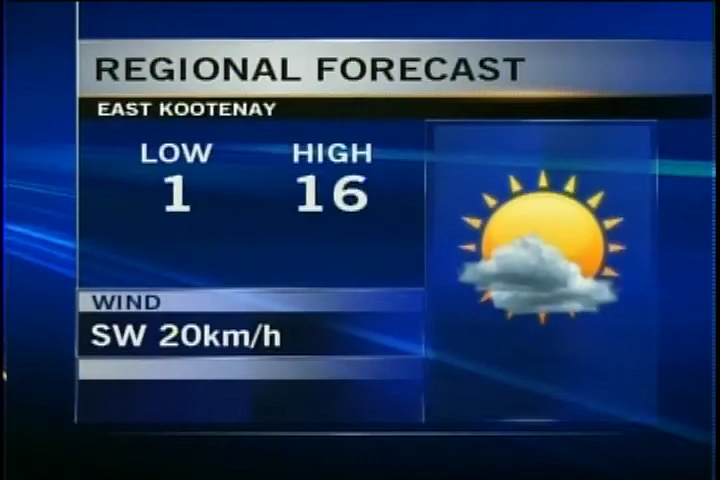 REGIONAL FORECAST
EAST KOOTENAY
LOW HIGH
1 16
WIND
SW 20km/h